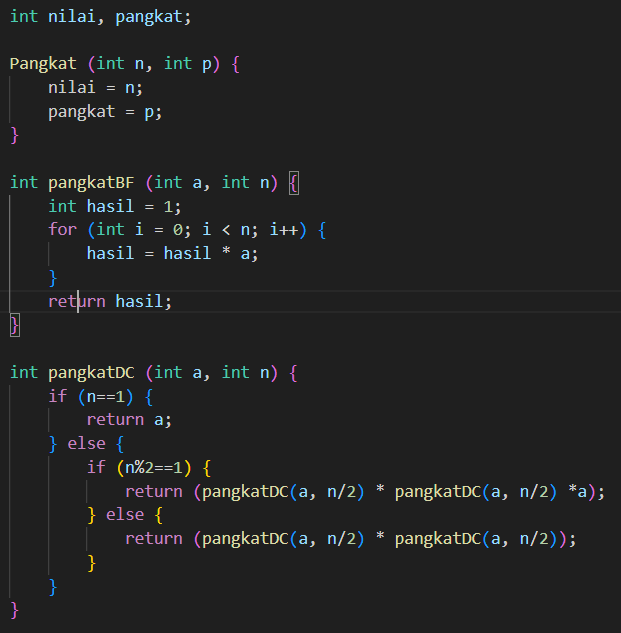 int nilai, pangkat;
Pangkat (int n, int p) {
nilai = n;
pangkat = p;
}
int pangkatBF (int a, int n) {
int hasil = 1;
for (int i = 0; i < n; i++) {
hasil = hasil * a;
}
return hasil;
}
int pangkatDC (int a, int n) {
if (n==1) {
return a;
} else {
if (n%2==1) {
return (pangkatDC(a, n/2) * pangkatDC(a, n/2) *a);
} else {
return (pangkatDC(a, n/2) * pangkatDC(a, n/2));
}
}
}